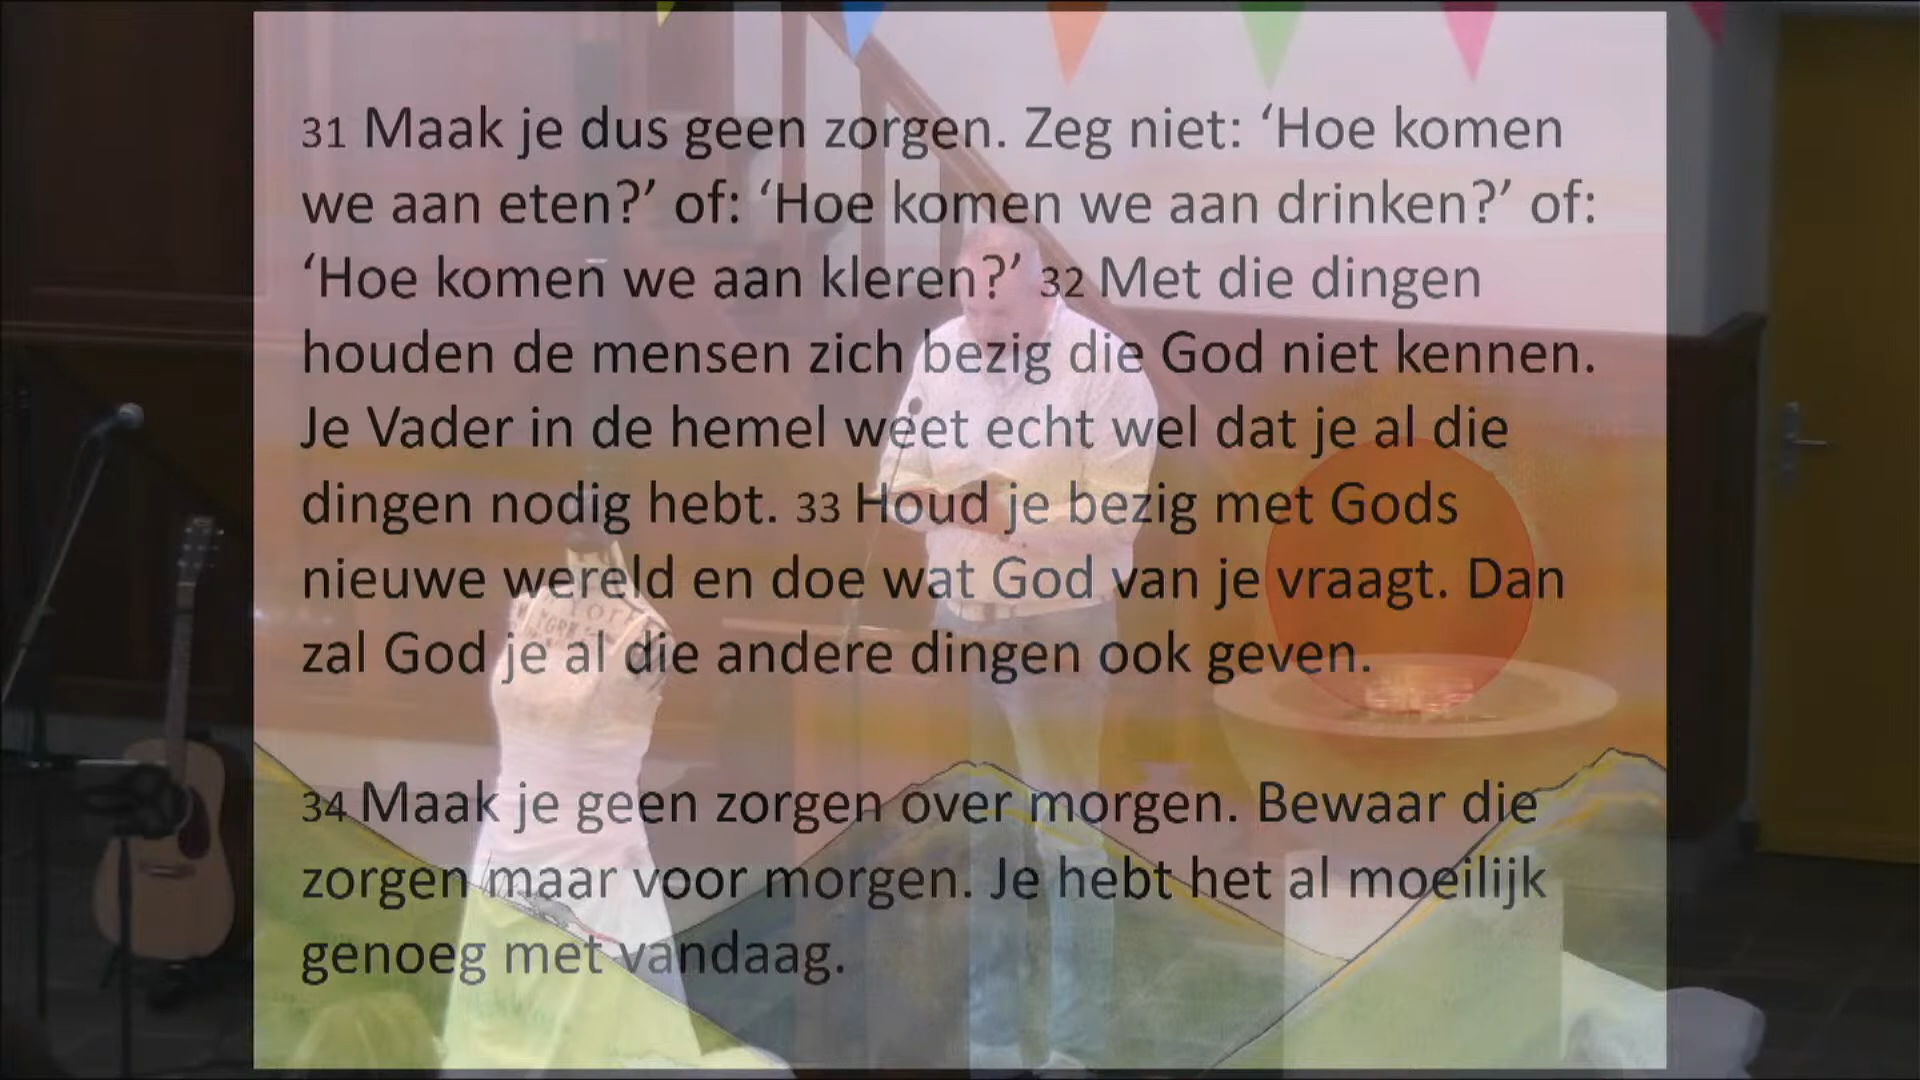 31 Maak je dus geen zorgen. Zeg niet: ‘Hoe komen
we aan eten?’ of: ‘Hoe komen we aan drinken?’ of:
‘Hoe komen we aan kleren?’ 32 Met die dingen
houden de mensen zich bezig die God niet kennen.
Je Vader in de hemel weet echt wel dat je al die
dingen nodig hebt. 33 Houd je bezig met Gods
nieuwe wereld en doe wat God van je vraagt. Dan
zal God je al die andere dingen ook geven.
34 Maak je geen zorgen over morgen. Bewaar die
zorgen maar voor morgen. Je hebt het al moeilijk
genoeg met vandaag.